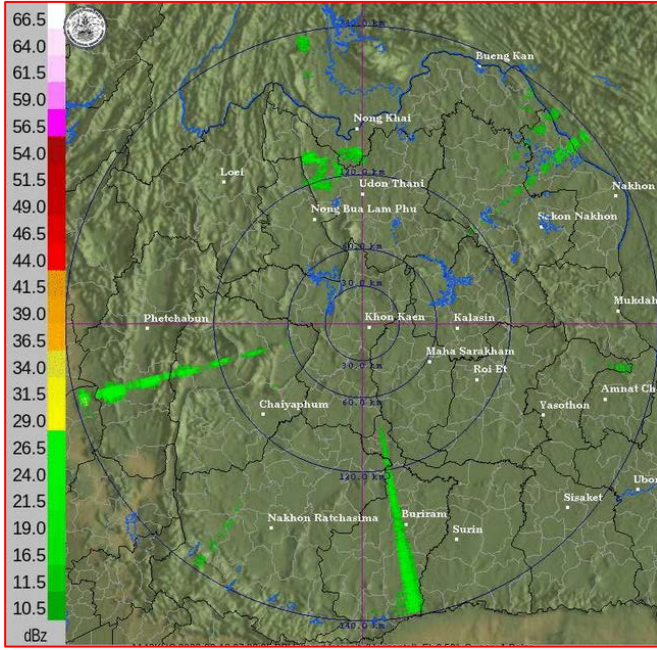 66.5
64.0
61.5
59.0
56.5
54.0
51.5
49.0
46.5
44.0
41.5
39.0
36.5
34.0
31.5
29.0
26.5
24.0
21.5
19.0
16.5
11.5
10.5
dBz
Bueng Kan
Nong Khai
Loei
Udon Thani
Nakhon
Nong Bua Lam Phu
Sakon Nakhon
30.0 km
Mukdah
Phetchabun
Khon Kaen
Kalasin
Maha Sarakham
30.0 km
Roi Et
60.0 km
Amnat Ch
Chaiyaphum
Yasothon
120.0 km
Ubor
Sisaket
Buriram
Nakhon Ratchasima
Surin